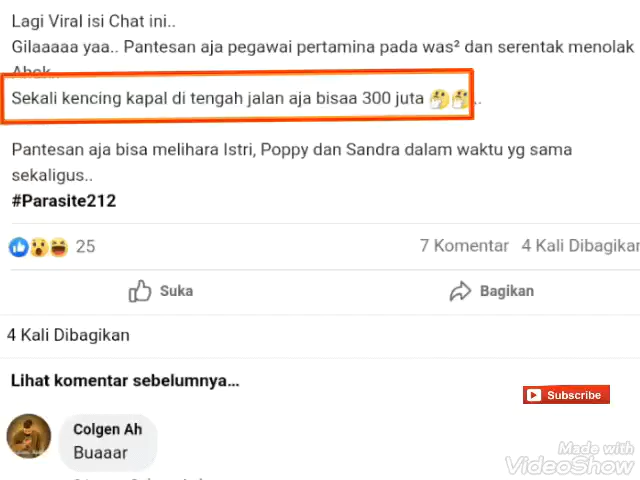 Lagi Viral isi Chat ini..
Gilaaaaa yaa.. Pantesan aja pegawai pertamina pada was² dan serentak menolak
Ahok..
Sekali kencing kapal di tengah jalan aja bisaa 300 juta 🤔🤔..
Pantesan aja bisa melihara Istri, Poppy dan Sandra dalam waktu yg sama
sekaligus..
#Parasite212
25
7 Komentar 4 Kali Dibagikan
Suka
Bagikan
4 Kali Dibagikan
Lihat komentar sebelumnya...
Subscribe
Colgen Ah
Buaaar
Made with
VideoShow